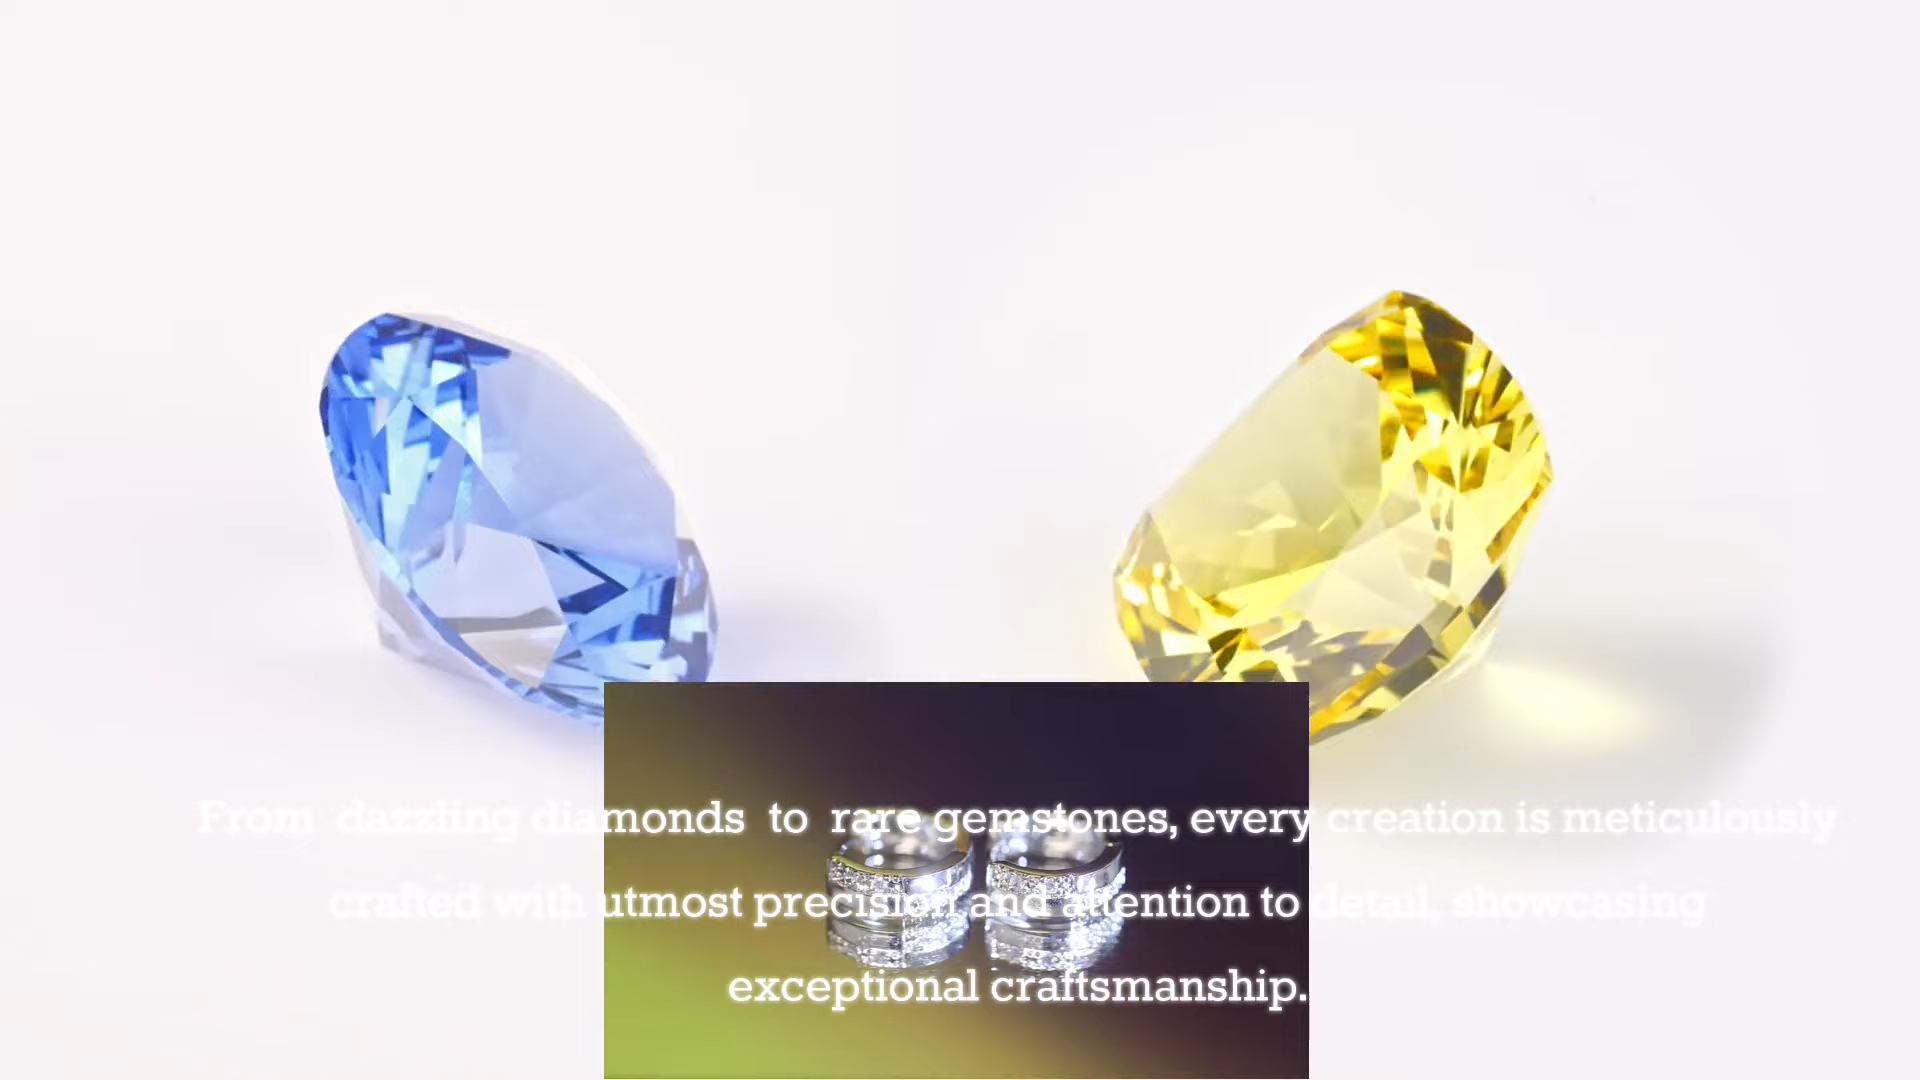 From dazzling diamonds to rare gemstones, every creation is meticulously
crafted with utmost precision and attention to detail, showcasing
exceptional craftsmanship.